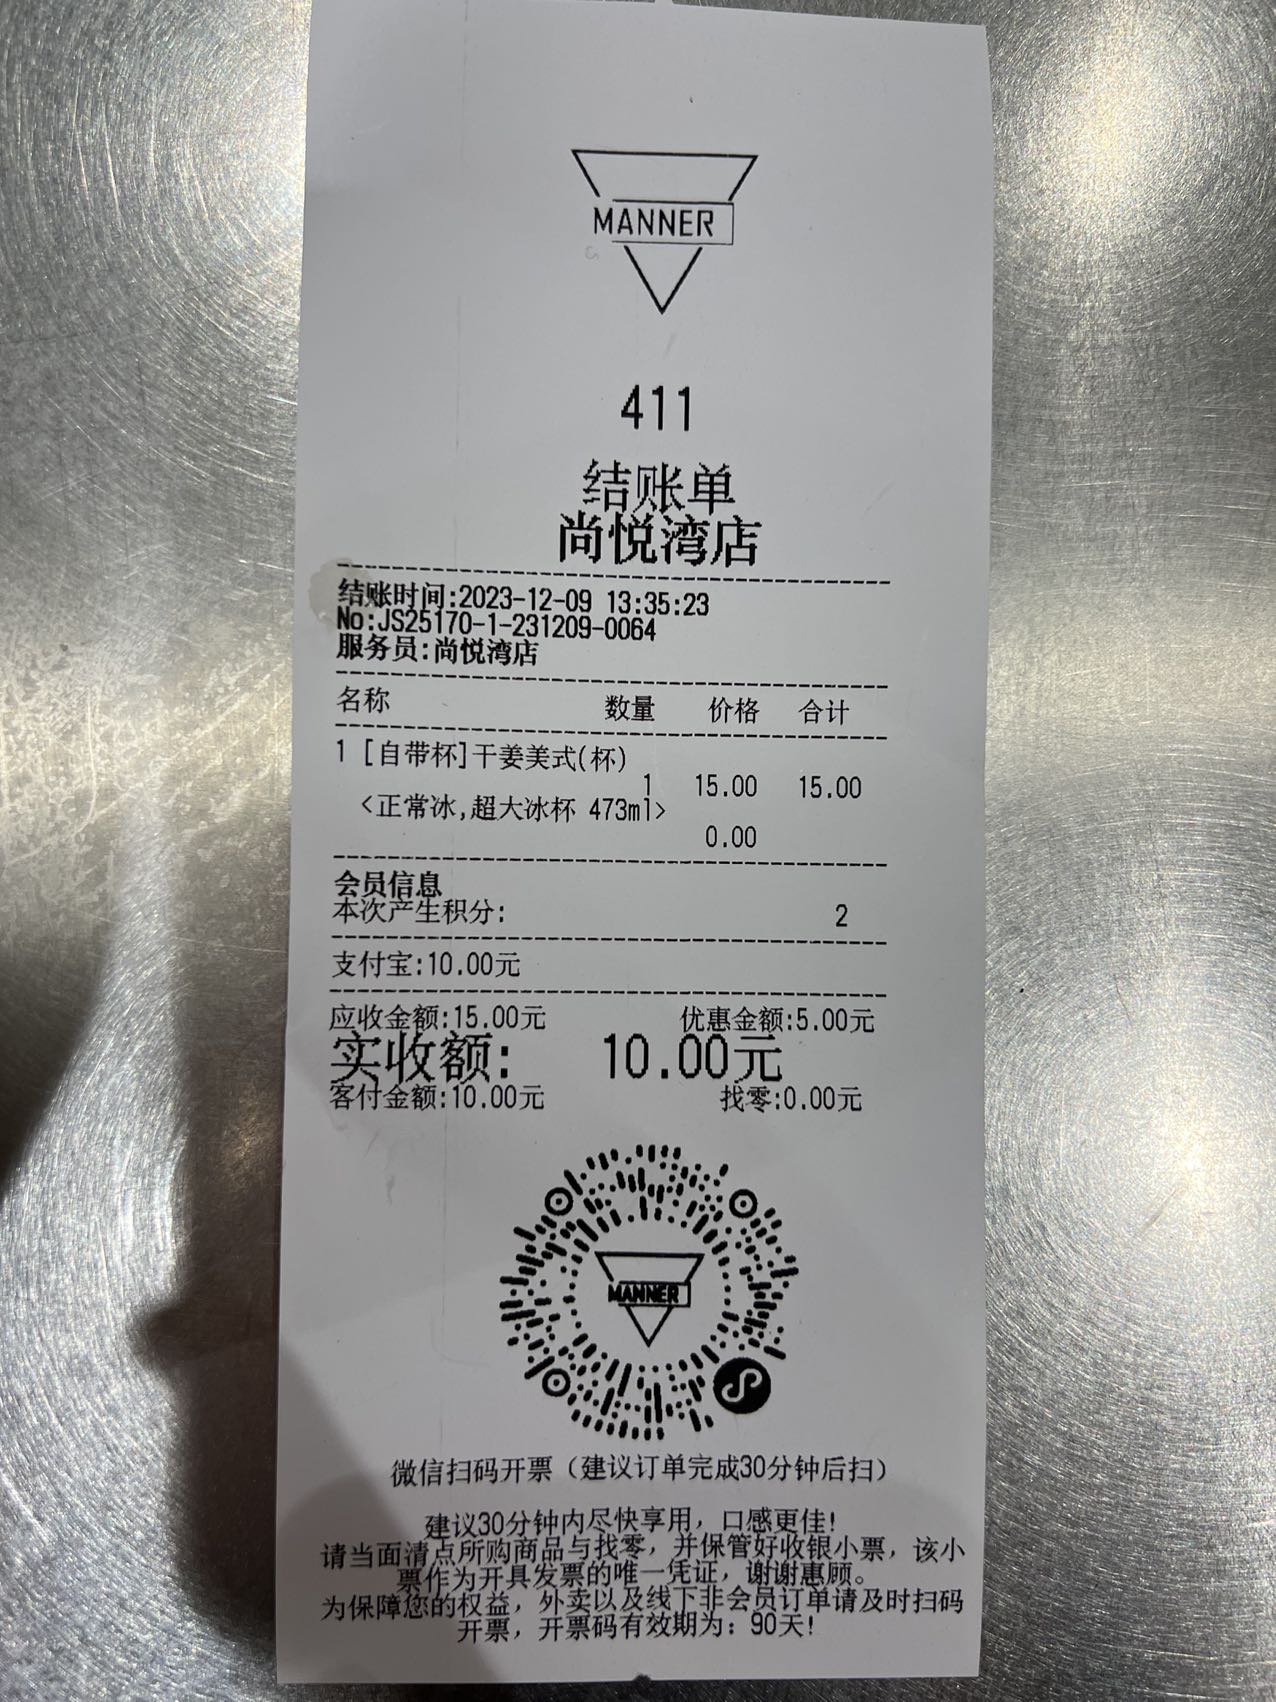 MANNER
411
结账单
尚悦湾店
结账时间:2023-12-09 13:35:23
No:JS25170-1-231209-0064
服务员:尚悦湾店
名称 数量 价格 合计
1 [自带杯]干姜美式(杯)
1 15.00 15.00
<正常冰,超大冰杯 473ml>
0.00
会员信息
本次产生积分: 2
支付宝:10.00元
应收金额:15.00元 优惠金额:5.00元
实收额: 10.00元
客付金额:10.00元 找零:0.00元
MANNER
微信扫码开票（建议订单完成30分钟后扫）
建议30分钟内尽快享用，口感更佳!
请当面清点所购商品与找零，并保管好收银小票，该小
票作为开具发票的唯一凭证，谢谢惠顾。
为保障您的权益，外卖以及线下非会员订单请及时扫码
开票，开票码有效期为：90天!